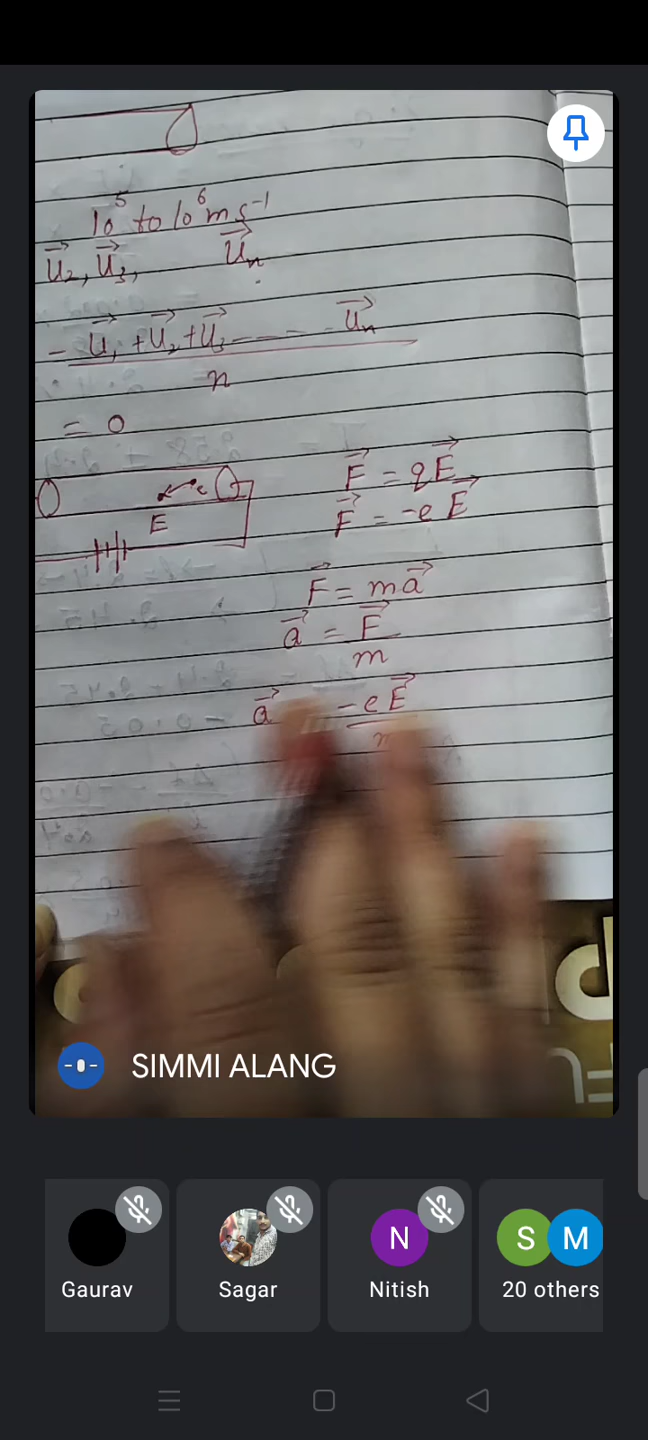 10⁵ to 10⁶ ms⁻¹
u⃗₂, u⃗₃, u⃗ₙ
- u⃗₁ + u⃗₂ + u⃗₃ ---- u⃗ₙ
n
= 0
e
E
F⃗ = qE⃗
F⃗ = -e E⃗
F⃗ = ma⃗
a⃗ = F⃗
m
a⃗ -eE⃗
SIMMI ALANG
Gaurav
Sagar
N
Nitish
S M
20 others